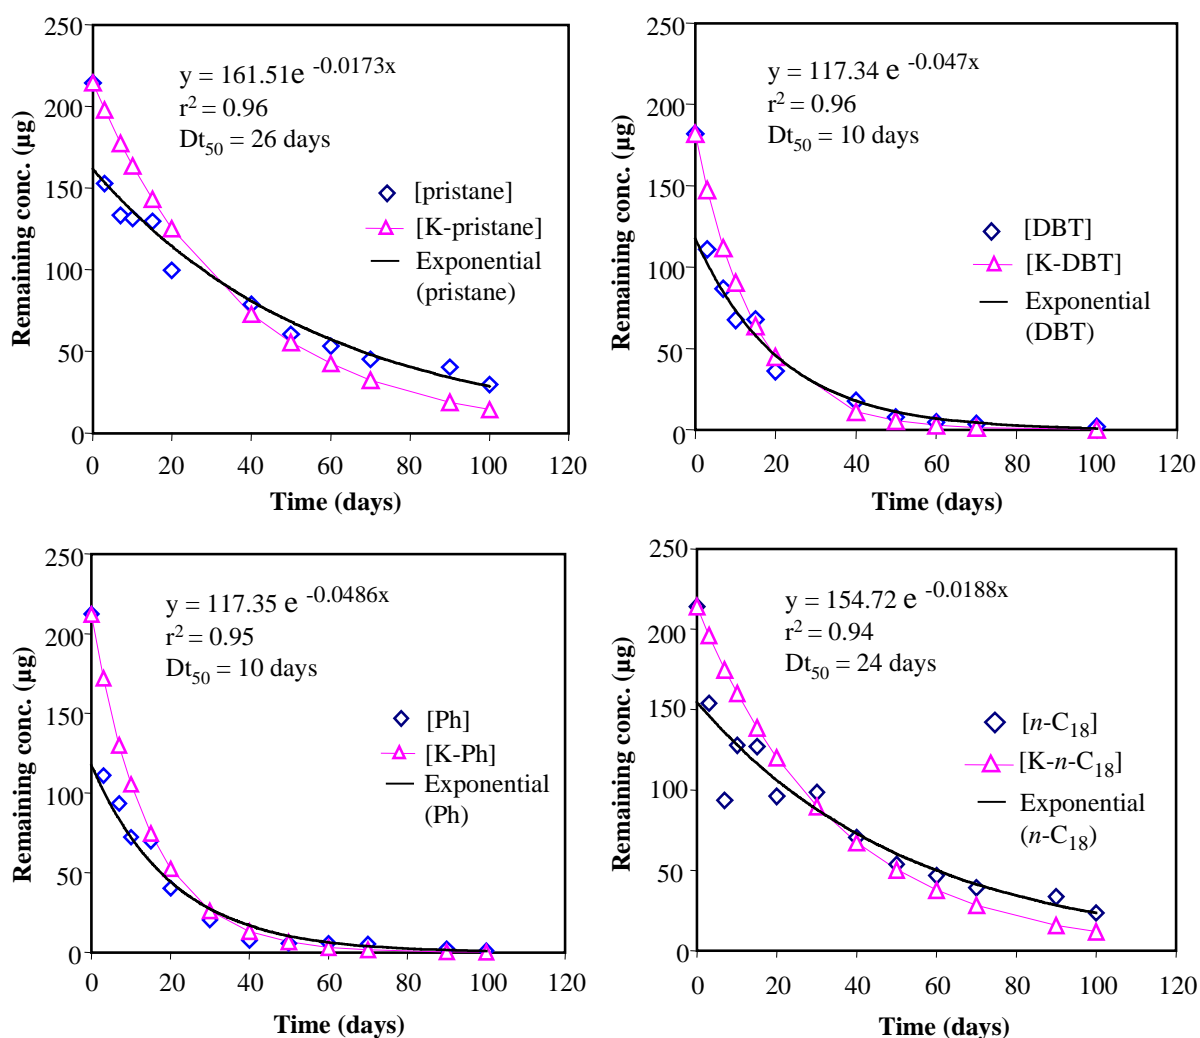 250
200
150
100
50
0
Remaining conc. (µg)
y = 161.51e -0.0173x
r2 = 0.96
Dt50 = 26 days
[pristane]
[K-pristane]
Exponential
(pristane)
0 20 40 60 80 100 120
Time (days)
250
200
150
100
50
0
Remaining conc. (µg)
y = 117.34 e -0.047x
r2 = 0.96
Dt50 = 10 days
[DBT]
[K-DBT]
Exponential
(DBT)
0 20 40 60 80 100 120
Time (days)
250
200
150
100
50
0
Remaining conc. (µg)
y = 117.35 e -0.0486x
r2 = 0.95
Dt50 = 10 days
[Ph]
[K-Ph]
Exponential
(Ph)
0 20 40 60 80 100 120
Time (days)
250
200
150
100
50
0
Remaining conc. (µg)
y = 154.72 e -0.0188x
r2 = 0.94
Dt50 = 24 days
[n-C18]
[K-n-C18]
Exponential
(n-C18)
0 20 40 60 80 100 120
Time (days)